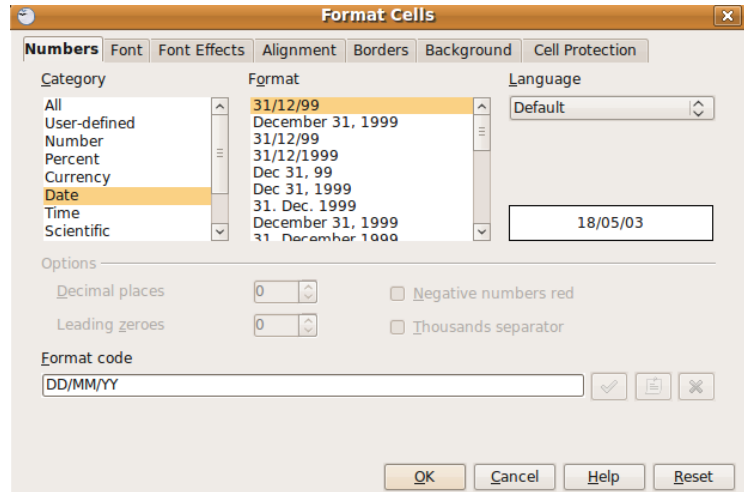 Format Cells
Numbers Font Font Effects Alignment Borders Background Cell Protection
Category Format Language
All
User-defined
Number
Percent
Currency
Date
Time
Scientific
31/12/99
December 31, 1999
31/12/99
31/12/1999
Dec 31, 99
Dec 31, 1999
31. Dec. 1999
December 31, 1999
31. December 1999
Default
18/05/03
Options
Decimal places 0 Negative numbers red
Leading zeroes 0 Thousands separator
Format code
DD/MM/YY
OK Cancel Help Reset